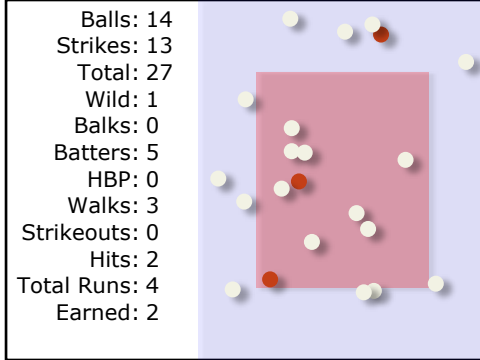 Balls: 14
Strikes: 13
Total: 27
Wild: 1
Balks: 0
Batters: 5
HBP: 0
Walks: 3
Strikeouts: 0
Hits: 2
Total Runs: 4
Earned: 2